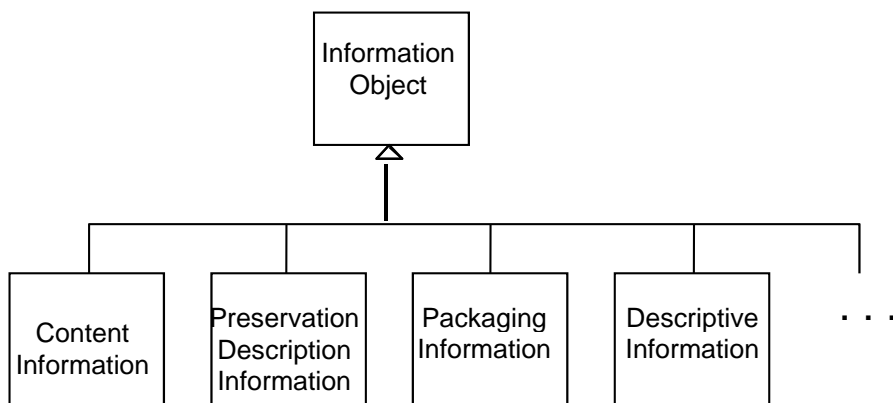 Information
Object
Content
Information
Preservation
Description
Information
Packaging
Information
Descriptive
Information
. . .